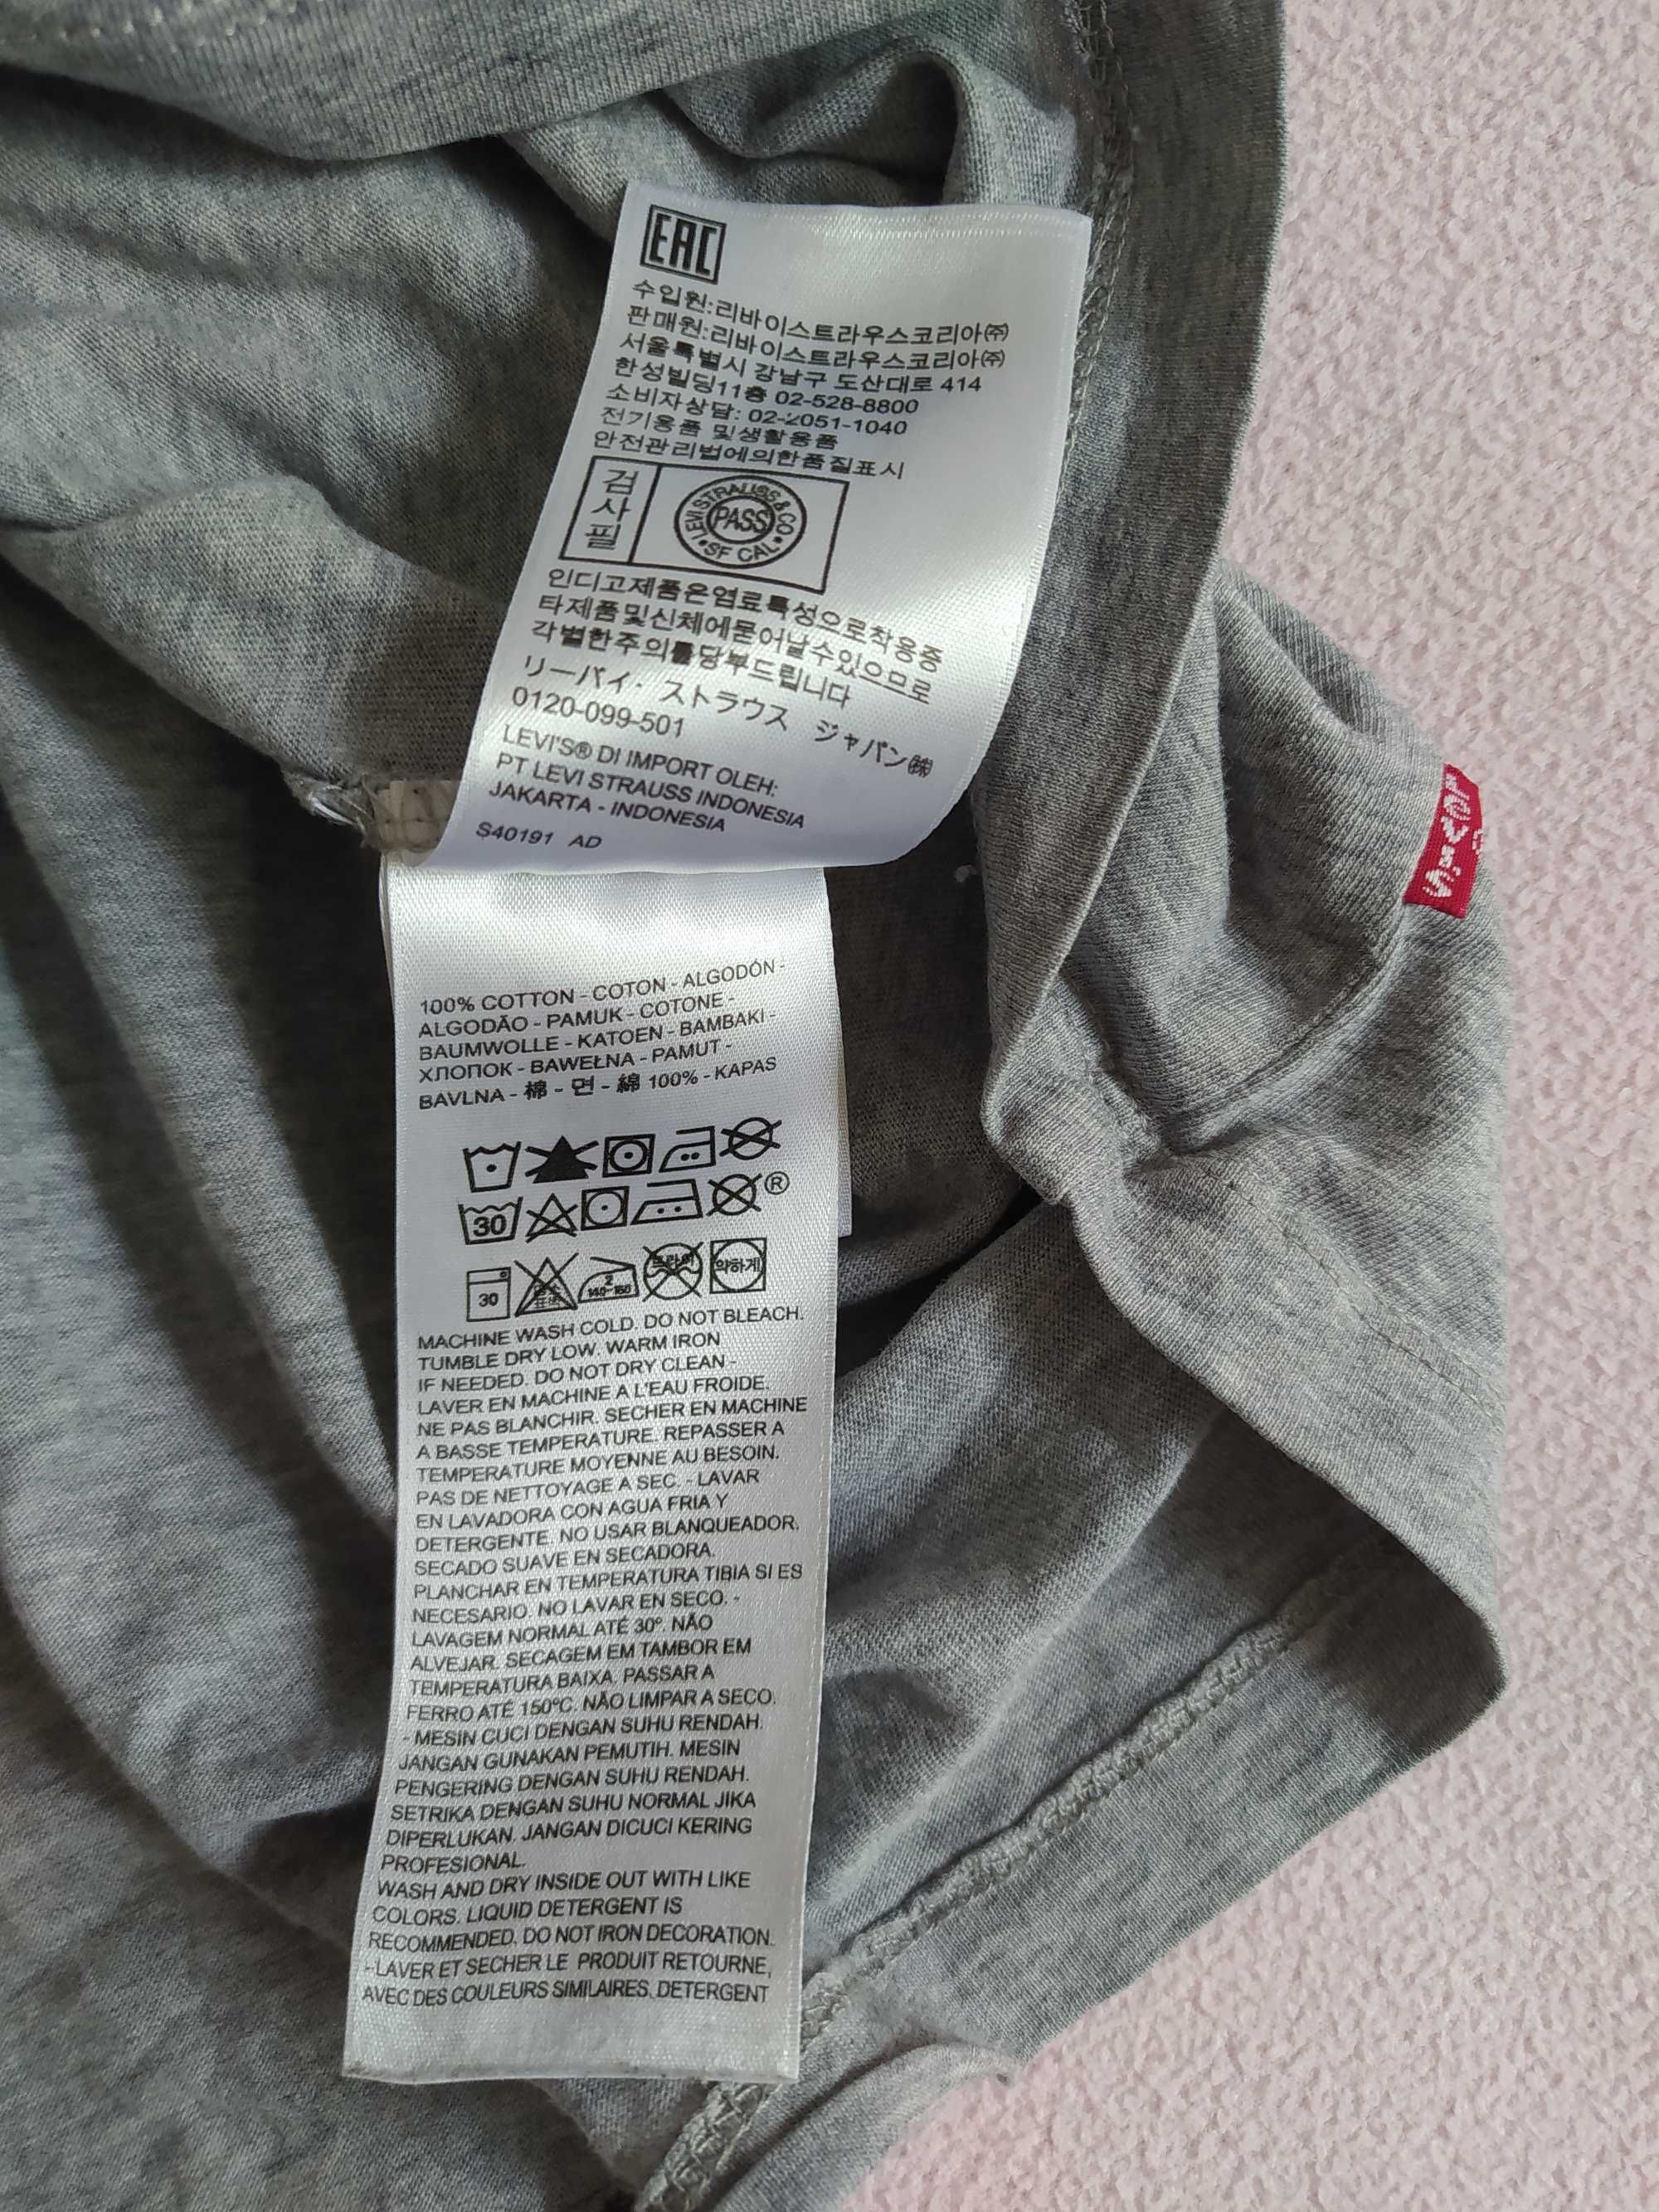 EAC
수입원:리바이스트라우스코리아㈜
판매원:리바이스트라우스코리아㈜
서울특별시 강남구 도산대로 414
한성빌딩11층 02-528-8800
소비자상담: 02-2051-1040
전기용품 및생활용품
안전관리법에의한품질표시
검사필
LEVI STRAUSS & CO
PASS
SF CAL
인디고제품은염료특성으로착용중
타제품및신체에묻어날수있으므로
각별한주의를당부드립니다
リーバイ・ストラウス ジャパン㈱
0120-099-501
LEVI'S® DI IMPORT OLEH:
PT LEVI STRAUSS INDONESIA
JAKARTA - INDONESIA
S40191 AD
Levi's
100% COTTON - COTON - ALGODÓN -
ALGODÃO - PAMUK - COTONE -
BAUMWOLLE - KATOEN - BAMBAKI -
ХЛОПОК - BAWEŁNA - PAMUT -
BAVLNA - 棉 - 면 - 綿 100% - KAPAS
30 ®
30 2 140~160 드라이 약하게
MACHINE WASH COLD. DO NOT BLEACH.
TUMBLE DRY LOW. WARM IRON
IF NEEDED. DO NOT DRY CLEAN -
LAVER EN MACHINE A L'EAU FROIDE.
NE PAS BLANCHIR. SECHER EN MACHINE
A BASSE TEMPERATURE. REPASSER A
TEMPERATURE MOYENNE AU BESOIN.
PAS DE NETTOYAGE A SEC. - LAVAR
EN LAVADORA CON AGUA FRIA Y
DETERGENTE. NO USAR BLANQUEADOR.
SECADO SUAVE EN SECADORA.
PLANCHAR EN TEMPERATURA TIBIA SI ES
NECESARIO. NO LAVAR EN SECO. -
LAVAGEM NORMAL ATÉ 30º. NÃO
ALVEJAR. SECAGEM EM TAMBOR EM
TEMPERATURA BAIXA. PASSAR A
FERRO ATÉ 150ºC. NÃO LIMPAR A SECO.
- MESIN CUCI DENGAN SUHU RENDAH.
JANGAN GUNAKAN PEMUTIH. MESIN
PENGERING DENGAN SUHU RENDAH.
SETRIKA DENGAN SUHU NORMAL JIKA
DIPERLUKAN. JANGAN DICUCI KERING
PROFESIONAL.
WASH AND DRY INSIDE OUT WITH LIKE
COLORS. LIQUID DETERGENT IS
RECOMMENDED. DO NOT IRON DECORATION.
- LAVER ET SECHER LE PRODUIT RETOURNE,
AVEC DES COULEURS SIMILAIRES. DETERGENT